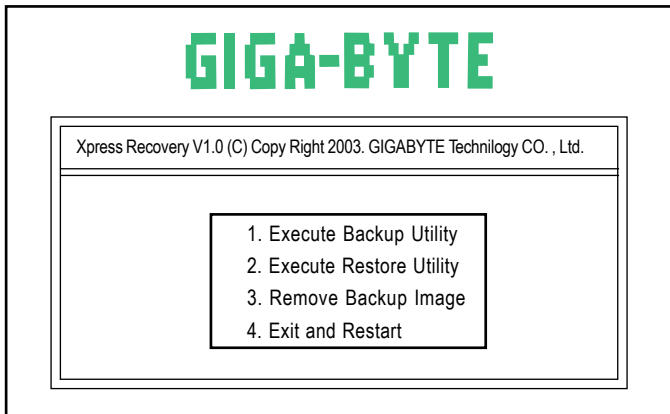 GIGA-BYTE
Xpress Recovery V1.0 (C) Copy Right 2003. GIGABYTE Technilogy CO. , Ltd.
1. Execute Backup Utility
2. Execute Restore Utility
3. Remove Backup Image
4. Exit and Restart